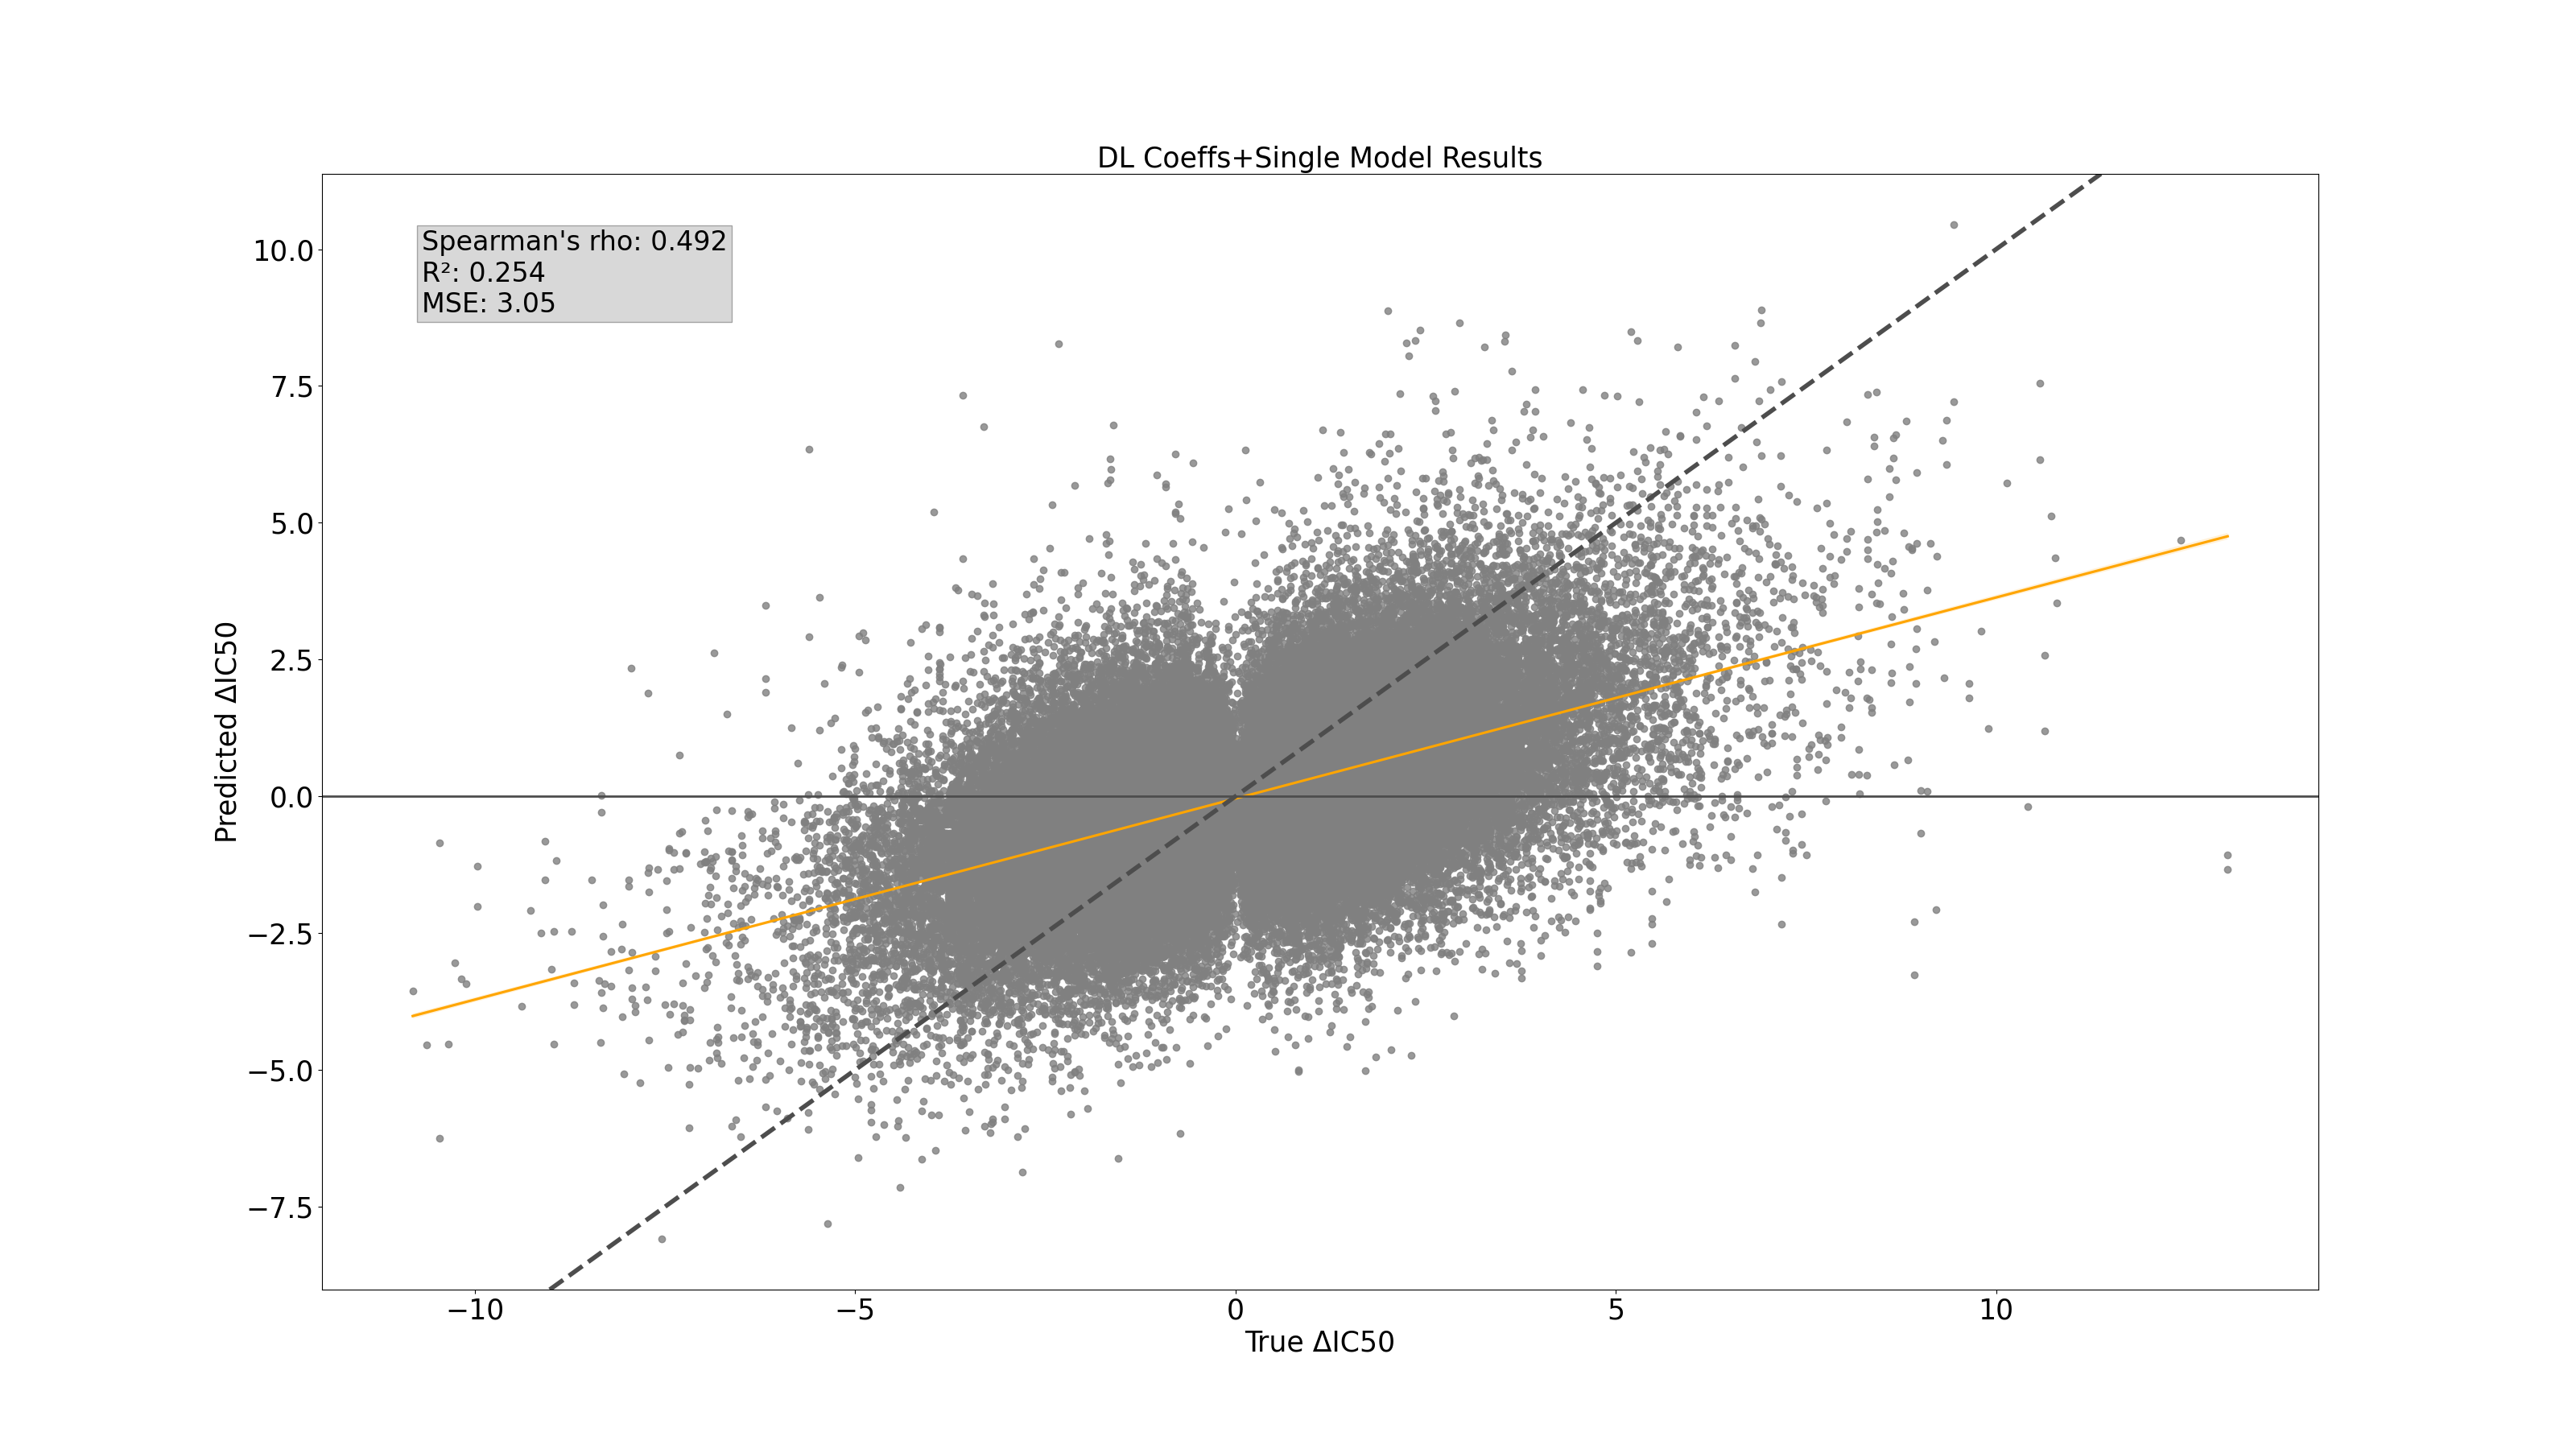 DL Coeffs+Single Model Results
Spearman's rho: 0.492
R²: 0.254
MSE: 3.05
10.0
7.5
5.0
2.5
0.0
−2.5
−5.0
−7.5
Predicted ΔIC50
−10
−5
0
5
10
True ΔIC50